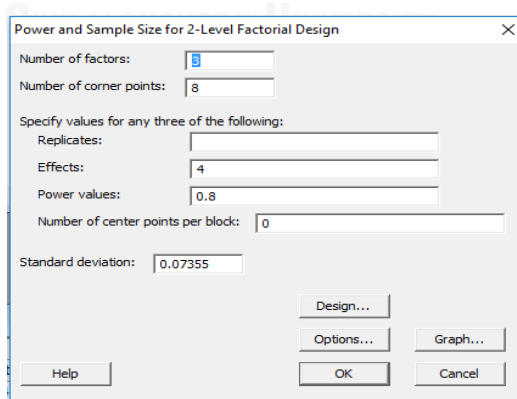 Power and Sample Size for 2-Level Factorial Design
Number of factors: 3
Number of corner points: 8
Specify values for any three of the following:
Replicates:
Effects: 4
Power values: 0.8
Number of center points per block: 0
Standard deviation: 0.07355
Design...
Options... Graph...
Help OK Cancel